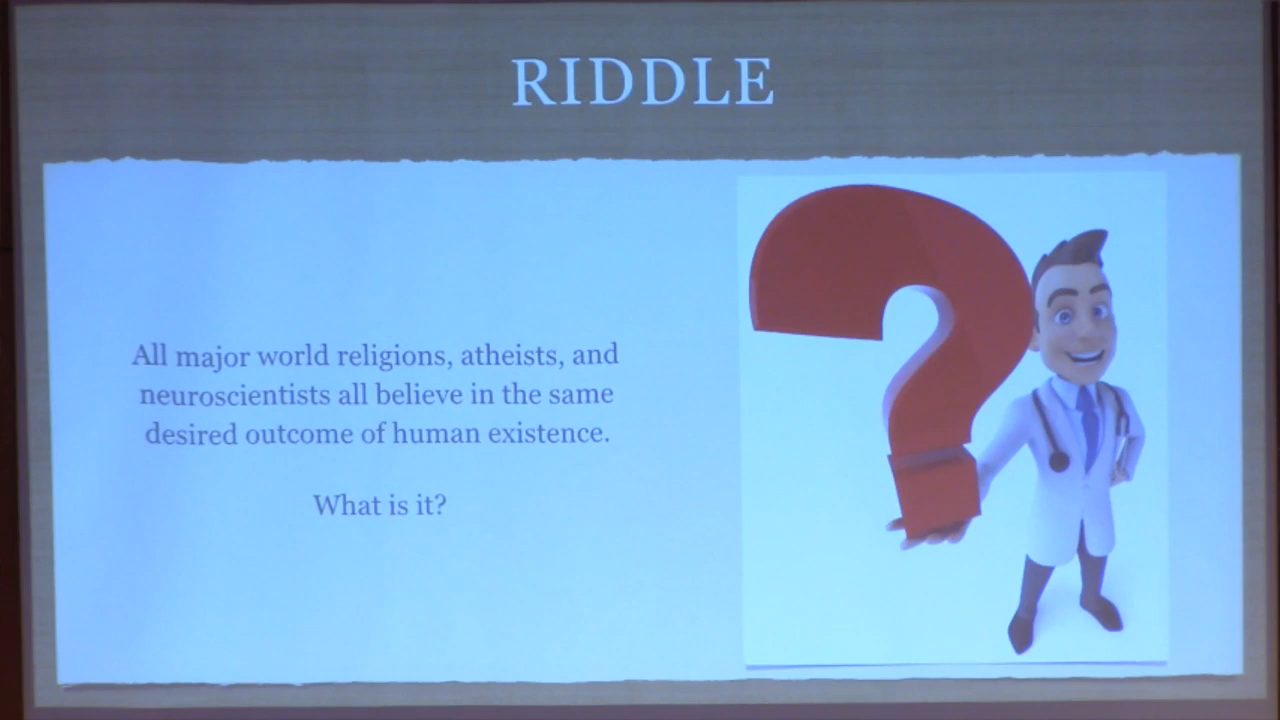 RIDDLE
All major world religions, atheists, and
neuroscientists all believe in the same
desired outcome of human existence.
What is it?